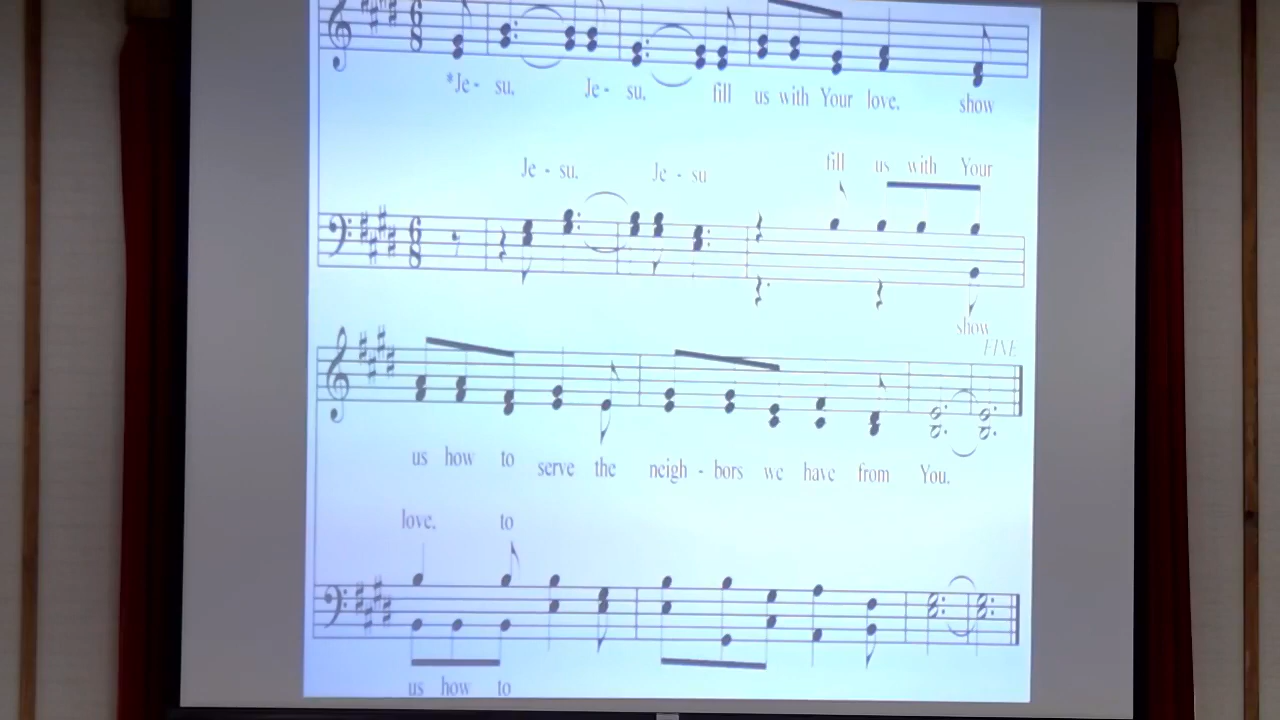 *Je - su, Je - su, fill us with Your love, show
Je - su, Je - su fill us with Your
show
FINE
us how to serve the neigh - bors we have from You.
love, to
us how to